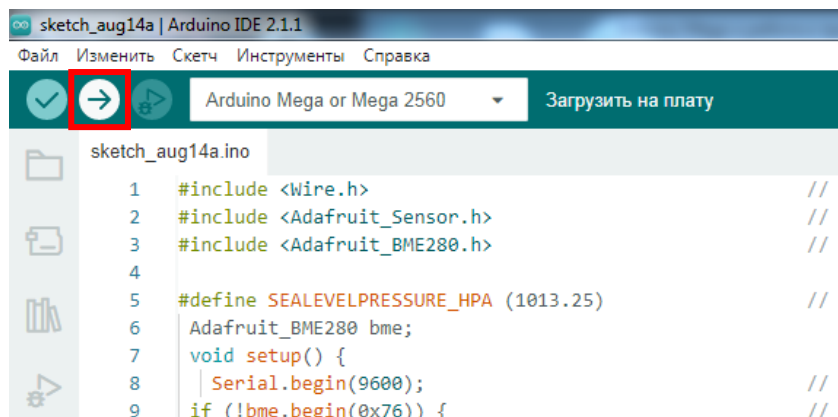 sketch_aug14a | Arduino IDE 2.1.1
Файл Изменить Скетч Инструменты Справка
Arduino Mega or Mega 2560 Загрузить на плату
sketch_aug14a.ino
1 #include <Wire.h> //
2 #include <Adafruit_Sensor.h> //
3 #include <Adafruit_BME280.h> //
4
5 #define SEALEVELPRESSURE_HPA (1013.25) //
6 Adafruit_BME280 bme;
7 void setup() {
8 Serial.begin(9600); //
9 if (!bme.begin(0x76)) { //